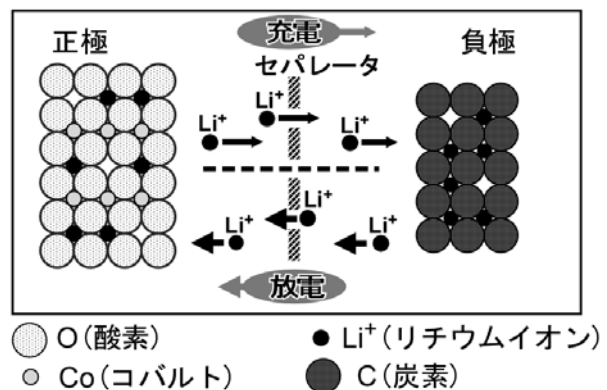 充電
正極
負極
セパレータ
Li⁺
Li⁺
Li⁺
Li⁺
Li⁺
Li⁺
放電
O(酸素)
Li⁺(リチウムイオン)
Co(コバルト)
C(炭素)